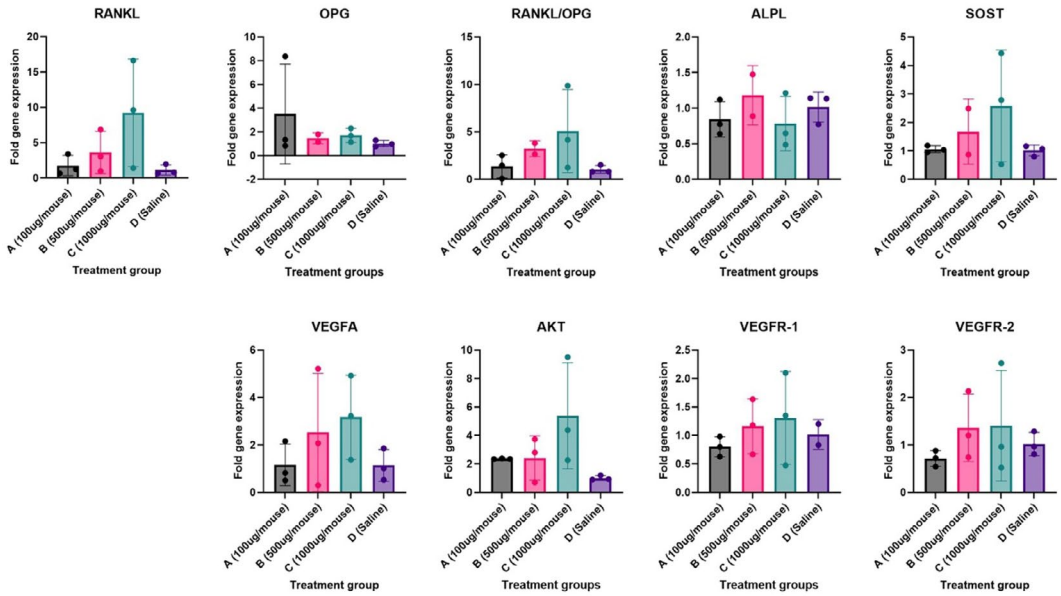 RANKL
Fold gene expression
20
15
10
5
0
A (100ug/mouse)
B (500ug/mouse)
C (1000ug/mouse)
D (Saline)
Treatment group
OPG
Fold gene expression
10
8
6
4
2
0
-2
A (100ug/mouse)
B (500ug/mouse)
C (1000ug/mouse)
D (Saline)
Treatment groups
RANKL/OPG
Fold gene expression
15
10
5
0
A (100ug/mouse)
B (500ug/mouse)
C (1000ug/mouse)
D (Saline)
Treatment group
ALPL
Fold gene expression
2.0
1.5
1.0
0.5
0.0
A (100ug/mouse)
B (500ug/mouse)
C (1000ug/mouse)
D (Saline)
Treatment groups
SOST
Fold gene expression
5
4
3
2
1
0
A (100ug/mouse)
B (500ug/mouse)
C (1000ug/mouse)
D (Saline)
Treatment group
VEGFA
Fold gene expression
6
4
2
0
A (100ug/mouse)
B (500ug/mouse)
C (1000ug/mouse)
D (Saline)
Treatment group
AKT
Fold gene expression
10
8
6
4
2
0
A (100ug/mouse)
B (500ug/mouse)
C (1000ug/mouse)
D (Saline)
Treatment groups
VEGFR-1
Fold gene expression
2.5
2.0
1.5
1.0
0.5
0.0
A (100ug/mouse)
B (500ug/mouse)
C (1000ug/mouse)
D (Saline)
Treatment groups
VEGFR-2
Fold gene expression
3
2
1
0
A (100ug/mouse)
B (500ug/mouse)
C (1000ug/mouse)
D (Saline)
Treatment group